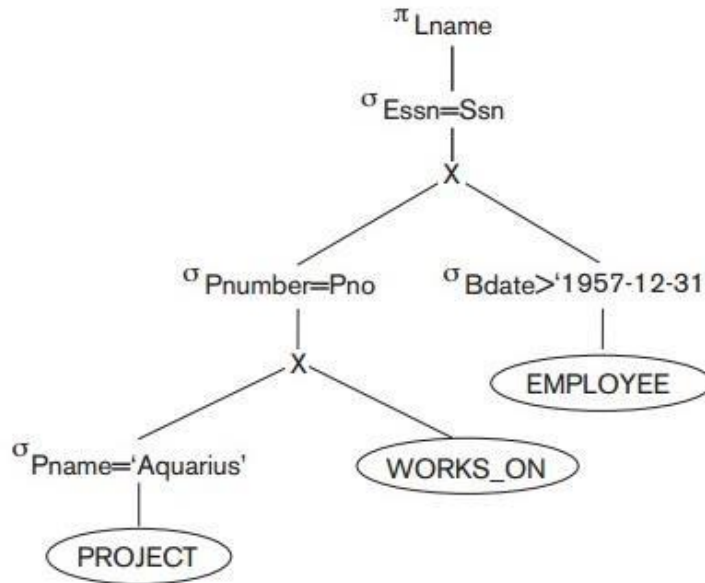 π Lname
σ Essn=Ssn
X
σ Pnumber=Pno
σ Bdate>‘1957-12-31
X
EMPLOYEE
σ Pname=‘Aquarius’
WORKS_ON
PROJECT